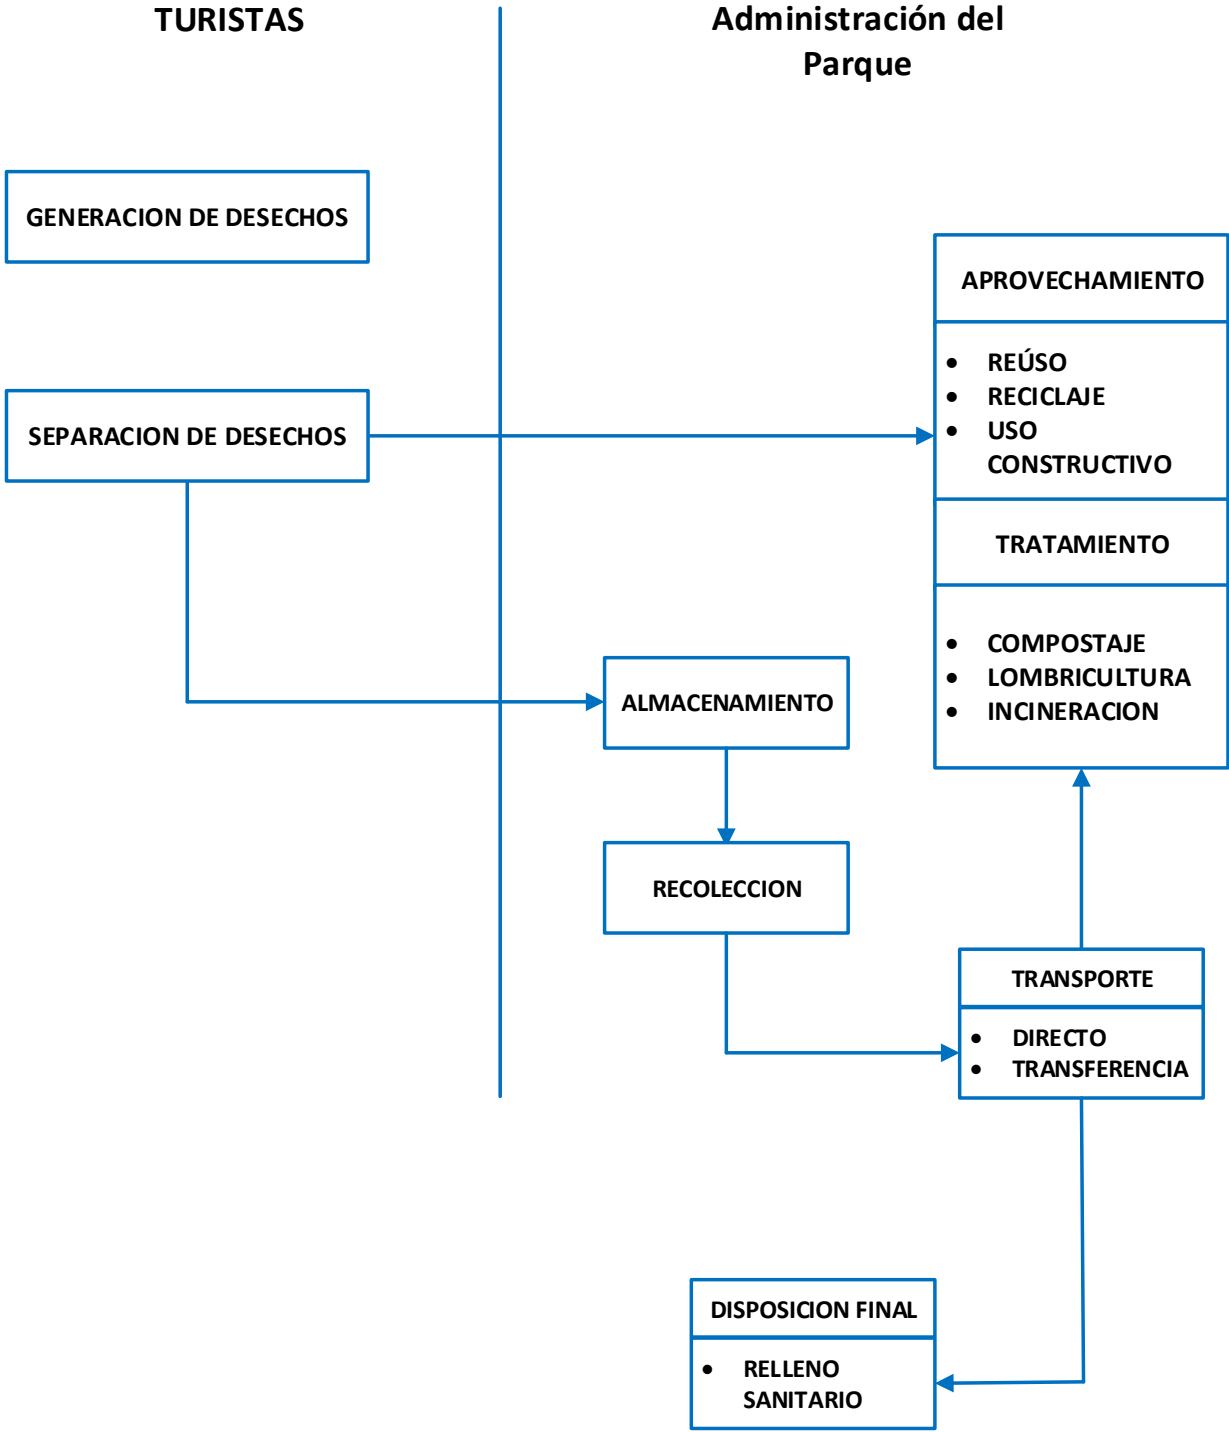 TURISTAS
Administración del
Parque
GENERACION DE DESECHOS
SEPARACION DE DESECHOS
APROVECHAMIENTO
• REÚSO
• RECICLAJE
• USO
CONSTRUCTIVO
TRATAMIENTO
• COMPOSTAJE
• LOMBRICULTURA
• INCINERACION
ALMACENAMIENTO
RECOLECCION
TRANSPORTE
• DIRECTO
• TRANSFERENCIA
DISPOSICION FINAL
• RELLENO
SANITARIO